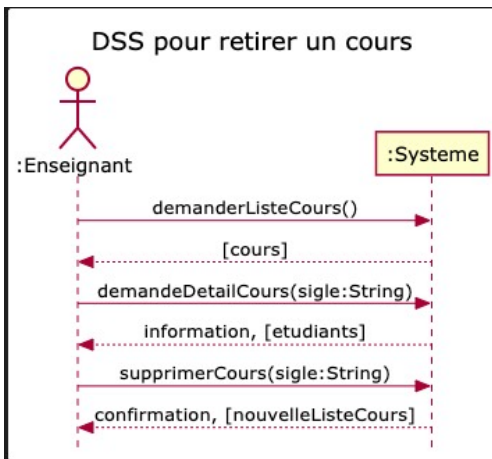 DSS pour retirer un cours
:Enseignant
:Systeme
demanderListeCours()
[cours]
demandeDetailCours(sigle:String)
information, [etudiants]
supprimerCours(sigle:String)
confirmation, [nouvelleListeCours]